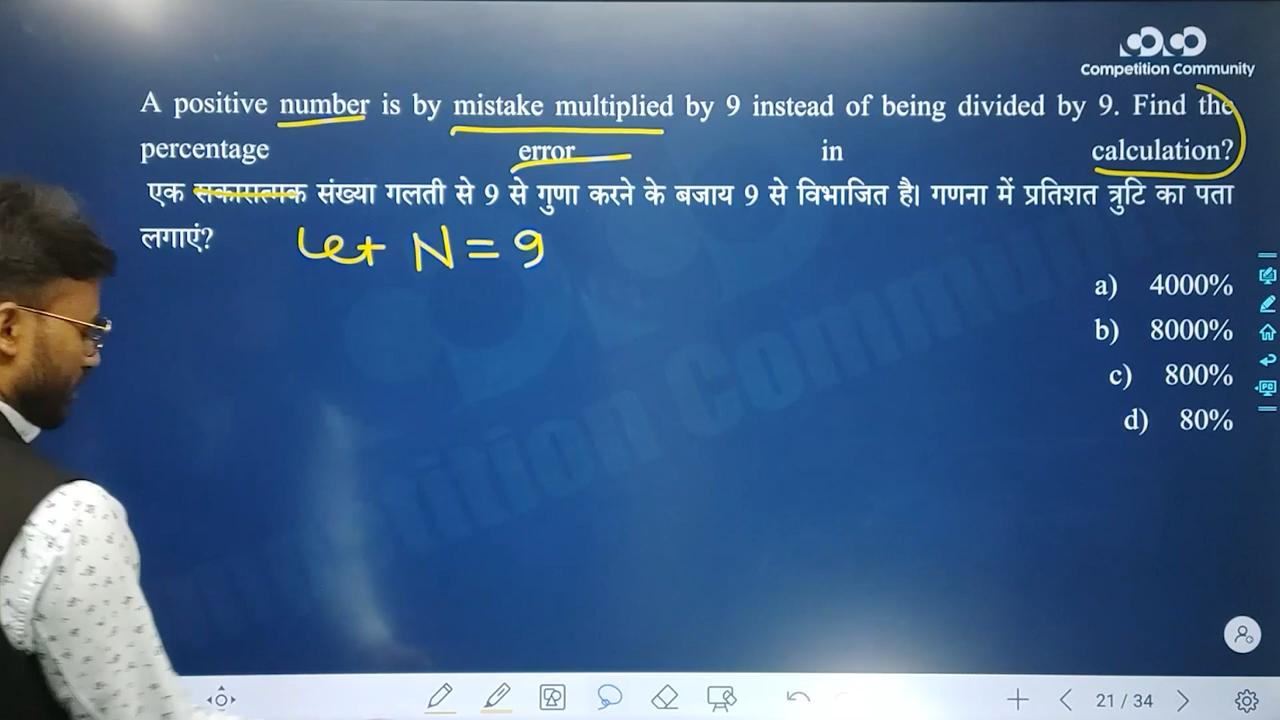 Competition Community
A positive number is by mistake multiplied by 9 instead of being divided by 9. Find the
percentage error in calculation?
एक सकारात्मक संख्या गलती से 9 से गुणा करने के बजाय 9 से विभाजित है। गणना में प्रतिशत त्रुटि का पता
लगाएं?
Let N = 9
a) 4000%
b) 8000%
c) 800%
d) 80%
21 / 34